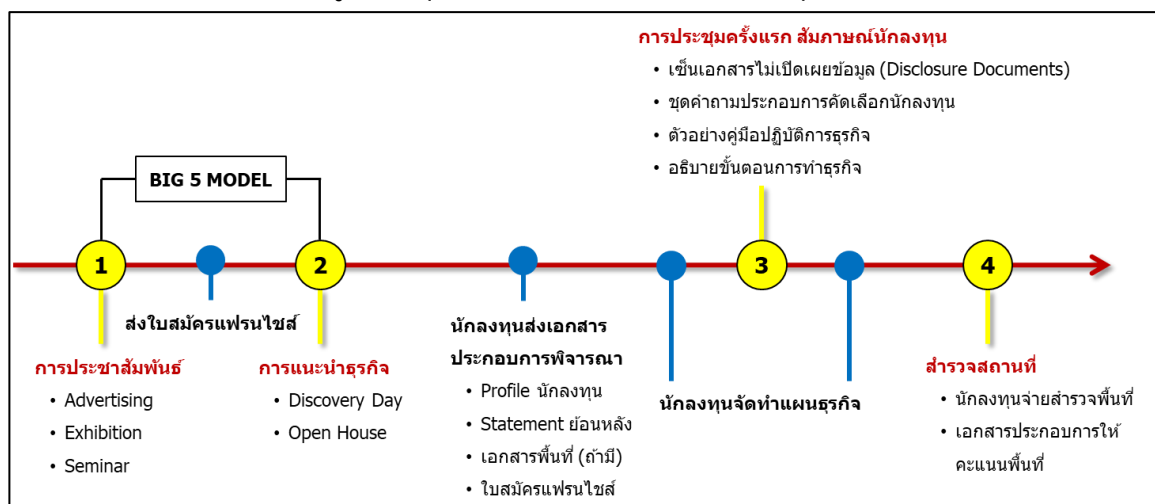 การประชุมครั้งแรก สัมภาษณ์นักลงทุน
• เซ็นเอกสารไม่เปิดเผยข้อมูล (Disclosure Documents)
• ชุดคำถามประกอบการคัดเลือกนักลงทุน
• ตัวอย่างคู่มือปฏิบัติการธุรกิจ
• อธิบายขั้นตอนการทำธุรกิจ
BIG 5 MODEL
1
2
3
4
ส่งใบสมัครแฟรนไชส์
การประชาสัมพันธ์
• Advertising
• Exhibition
• Seminar
การแนะนำธุรกิจ
• Discovery Day
• Open House
นักลงทุนส่งเอกสาร
ประกอบการพิจารณา
• Profile นักลงทุน
• Statement ย้อนหลัง
• เอกสารพื้นที่ (ถ้ามี)
• ใบสมัครแฟรนไชส์
นักลงทุนจัดทำแผนธุรกิจ
สำรวจสถานที่
• นักลงทุนจ่ายสำรวจพื้นที่
• เอกสารประกอบการให้
คะแนนพื้นที่